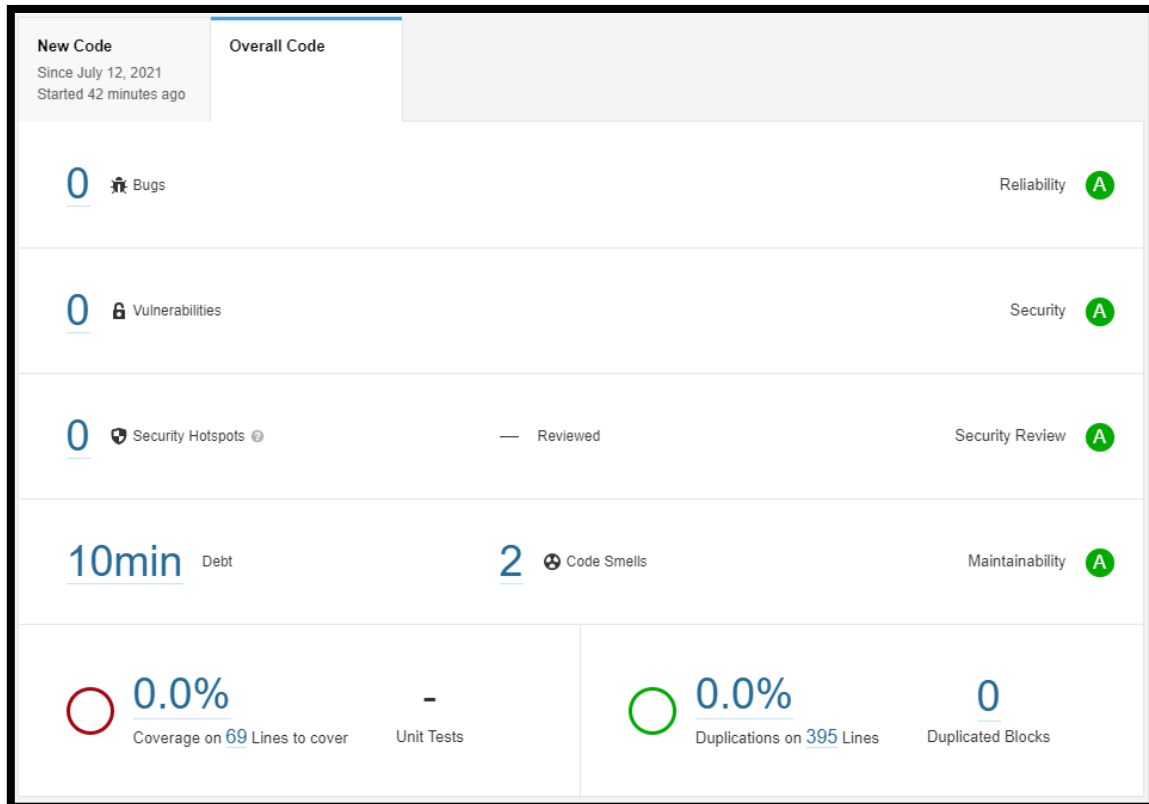 New Code
Since July 12, 2021
Started 42 minutes ago
Overall Code
0 Bugs
Reliability A
0 Vulnerabilities
Security A
0 Security Hotspots ?
— Reviewed
Security Review A
10min Debt
2 Code Smells
Maintainability A
0.0%
Coverage on 69 Lines to cover
-
Unit Tests
0.0%
Duplications on 395 Lines
0
Duplicated Blocks